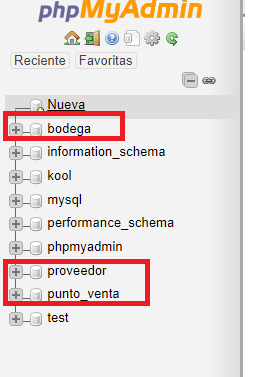 phpMyAdmin
Reciente Favoritas
Nueva
bodega
information_schema
kool
mysql
performance_schema
phpmyadmin
proveedor
punto_venta
test